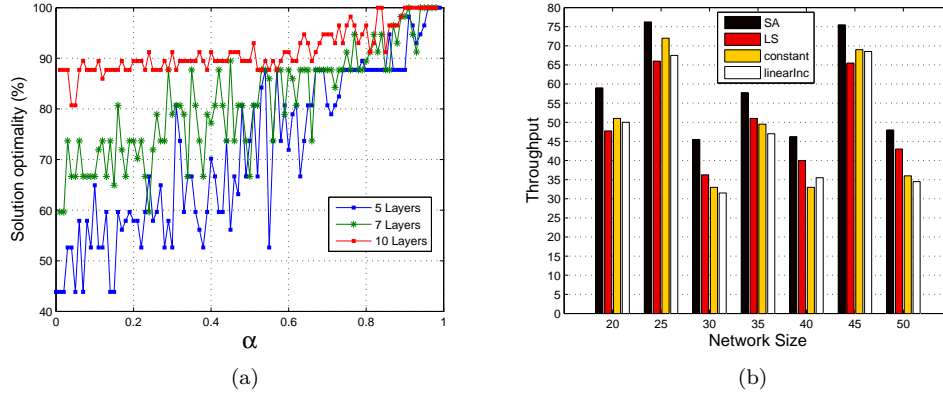 Solution optimality (%)
100
90
80
70
60
50
40
0
0.2
0.4
0.6
0.8
1
α
5 Layers
7 Layers
10 Layers
(a)
Throughput
80
75
70
65
60
55
50
45
40
35
30
25
20
15
10
5
0
20
25
30
35
40
45
50
Network Size
SA
LS
constant
linearInc
(b)